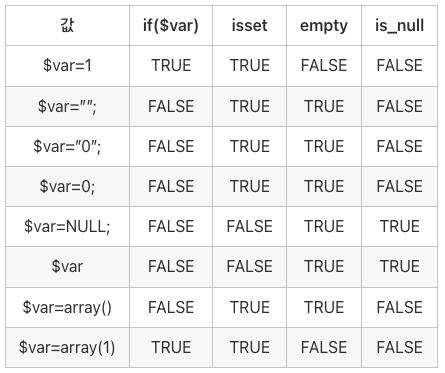 값 if($var) isset empty is_null
$var=1 TRUE TRUE FALSE FALSE
$var=””; FALSE TRUE TRUE FALSE
$var=”0”; FALSE TRUE TRUE FALSE
$var=0; FALSE TRUE TRUE FALSE
$var=NULL; FALSE FALSE TRUE TRUE
$var FALSE FALSE TRUE TRUE
$var=array() FALSE TRUE TRUE FALSE
$var=array(1) TRUE TRUE FALSE FALSE